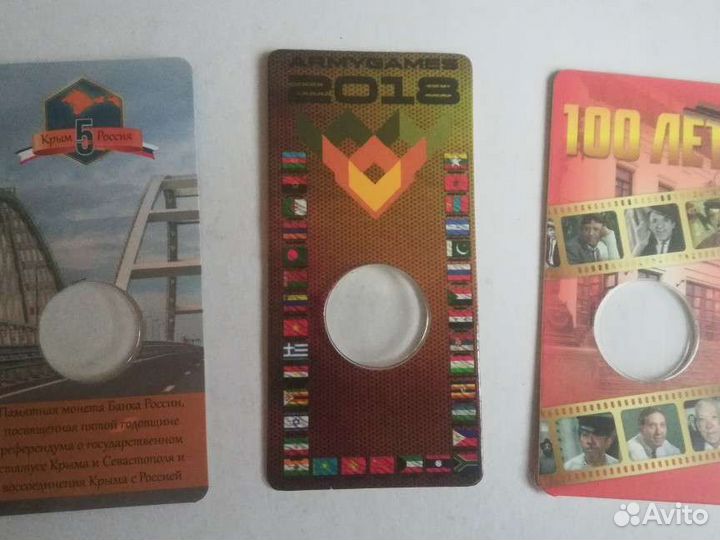 Крым 5 Россия
Памятная монета Банка России,
посвященная пятой годовщине
референдума о государственном
статусе Крыма и Севастополя и
воссоединения Крыма с Россией
ARMYGAMES
2018
100 ЛЕТ
Avito